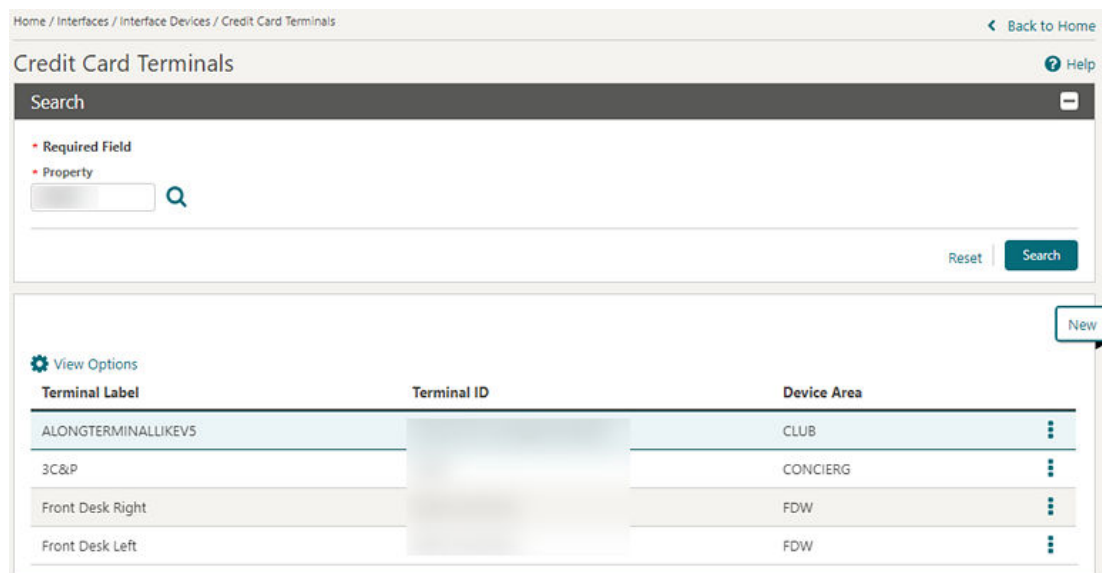 Home / Interfaces / Interface Devices / Credit Card Terminals
Back to Home
Credit Card Terminals
Help
Search
* Required Field
* Property
Reset
Search
New
View Options
Terminal Label Terminal ID Device Area
ALONGTERMINALLIKEV5 CLUB
3C&P CONCIERG
Front Desk Right FDW
Front Desk Left FDW